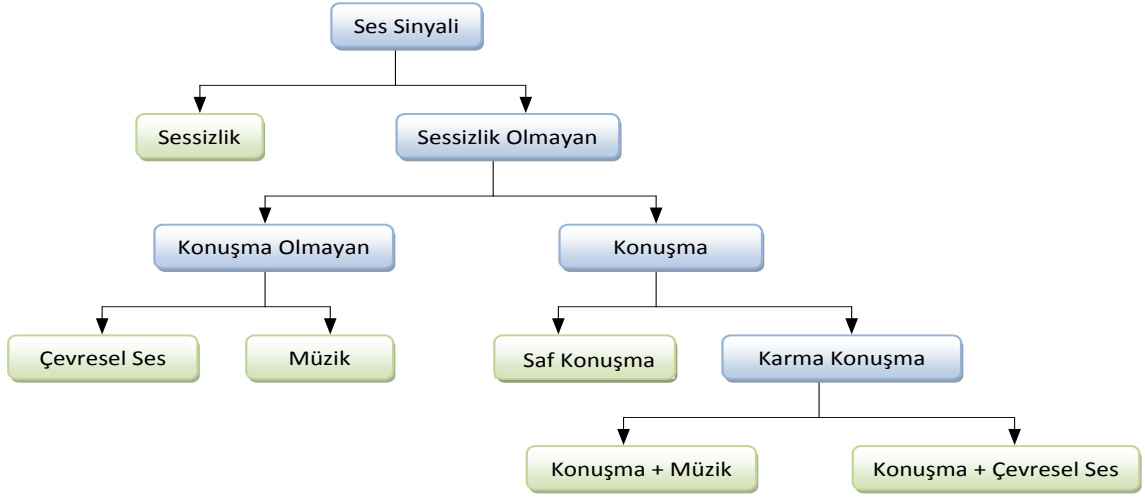 Ses Sinyali
Sessizlik
Sessizlik Olmayan
Konuşma Olmayan
Konuşma
Çevresel Ses
Müzik
Saf Konuşma
Karma Konuşma
Konuşma + Müzik
Konuşma + Çevresel Ses